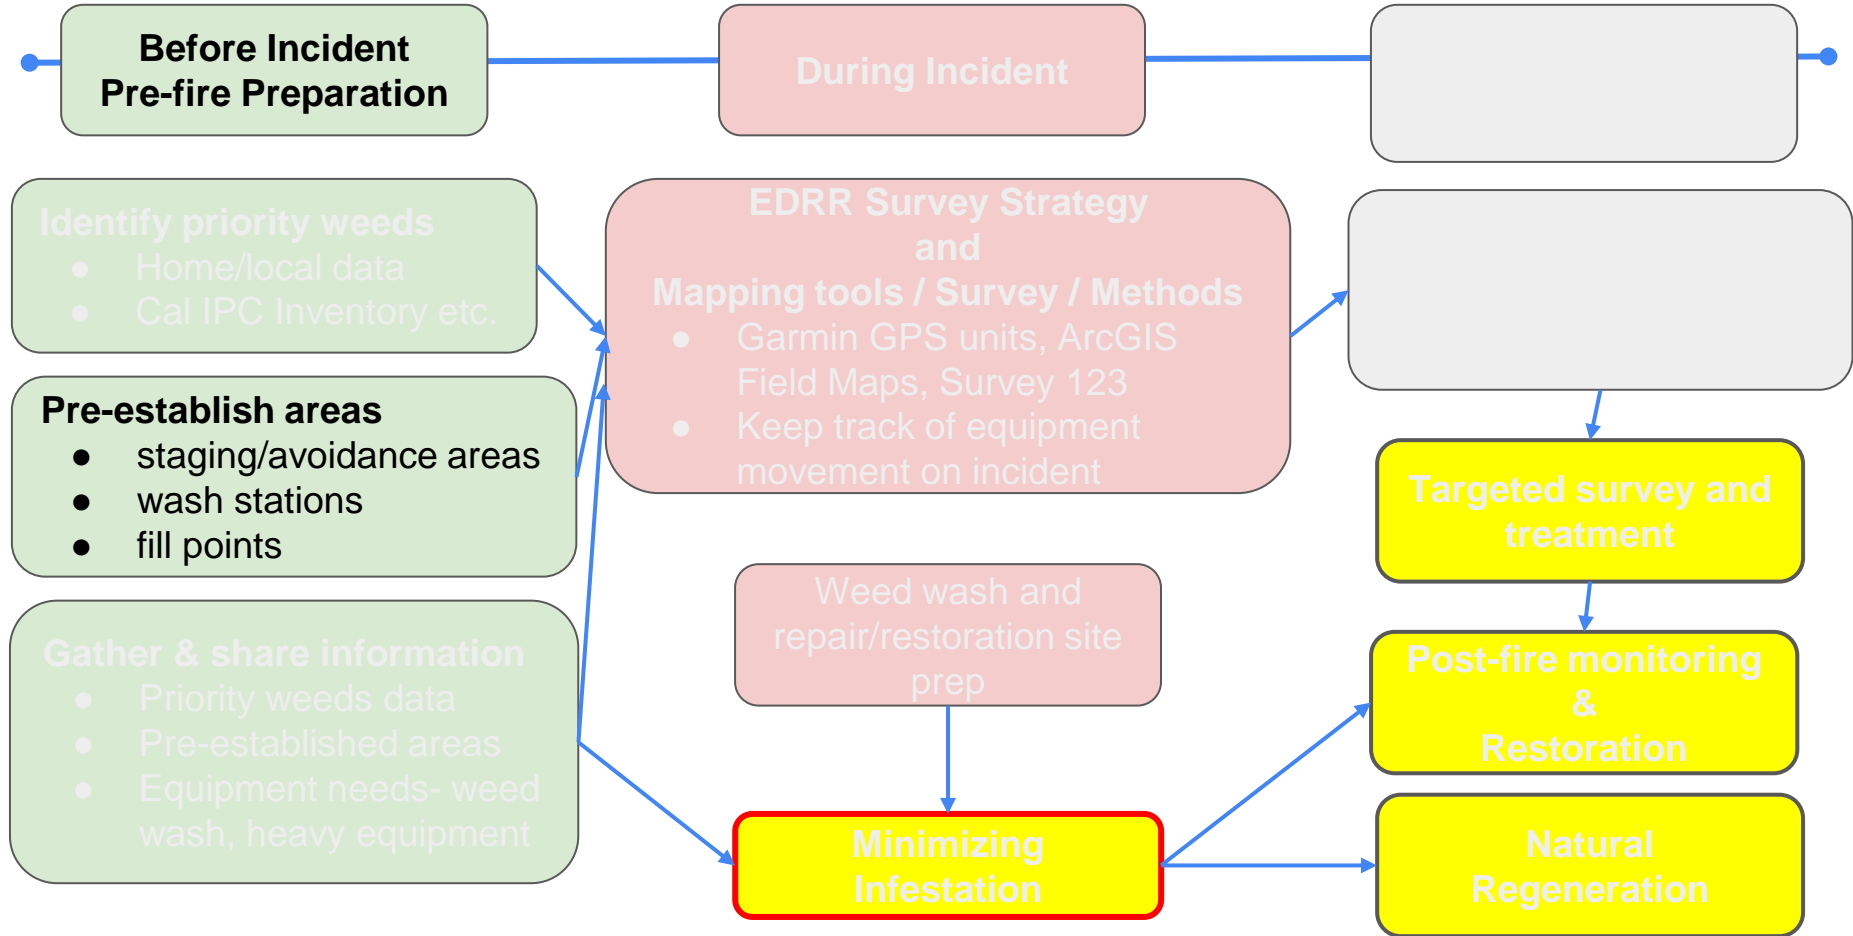 Before Incident
Pre-fire Preparation
During Incident
Identify priority weeds
● Home/local data
● Cal IPC Inventory etc.
EDRR Survey Strategy
and
Mapping tools / Survey / Methods
● Garmin GPS units, ArcGIS
Field Maps, Survey 123
● Keep track of equipment
movement on incident
Pre-establish areas
● staging/avoidance areas
● wash stations
● fill points
Targeted survey and
treatment
Gather & share information
● Priority weeds data
● Pre-established areas
● Equipment needs- weed
wash, heavy equipment
Weed wash and
repair/restoration site
prep
Post-fire monitoring
&
Restoration
Minimizing
Infestation
Natural
Regeneration